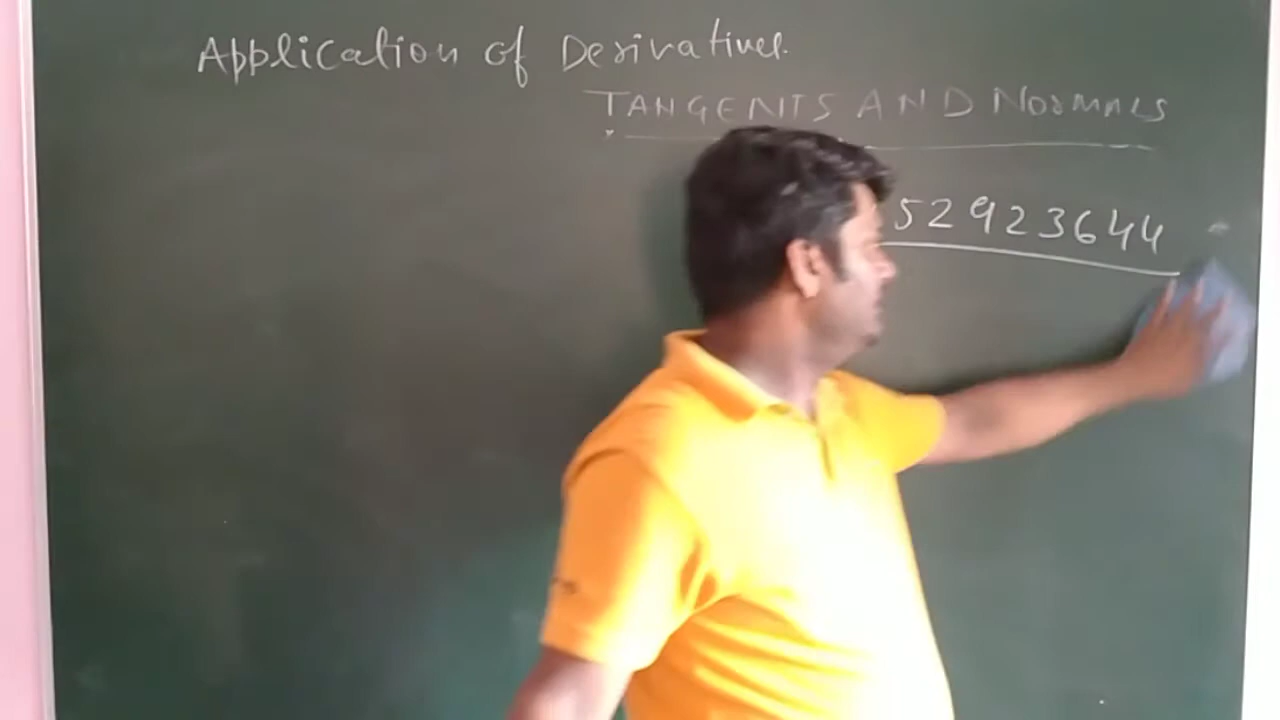 Application of Derivatives.
TANGENTS AND NORMALS
52923644